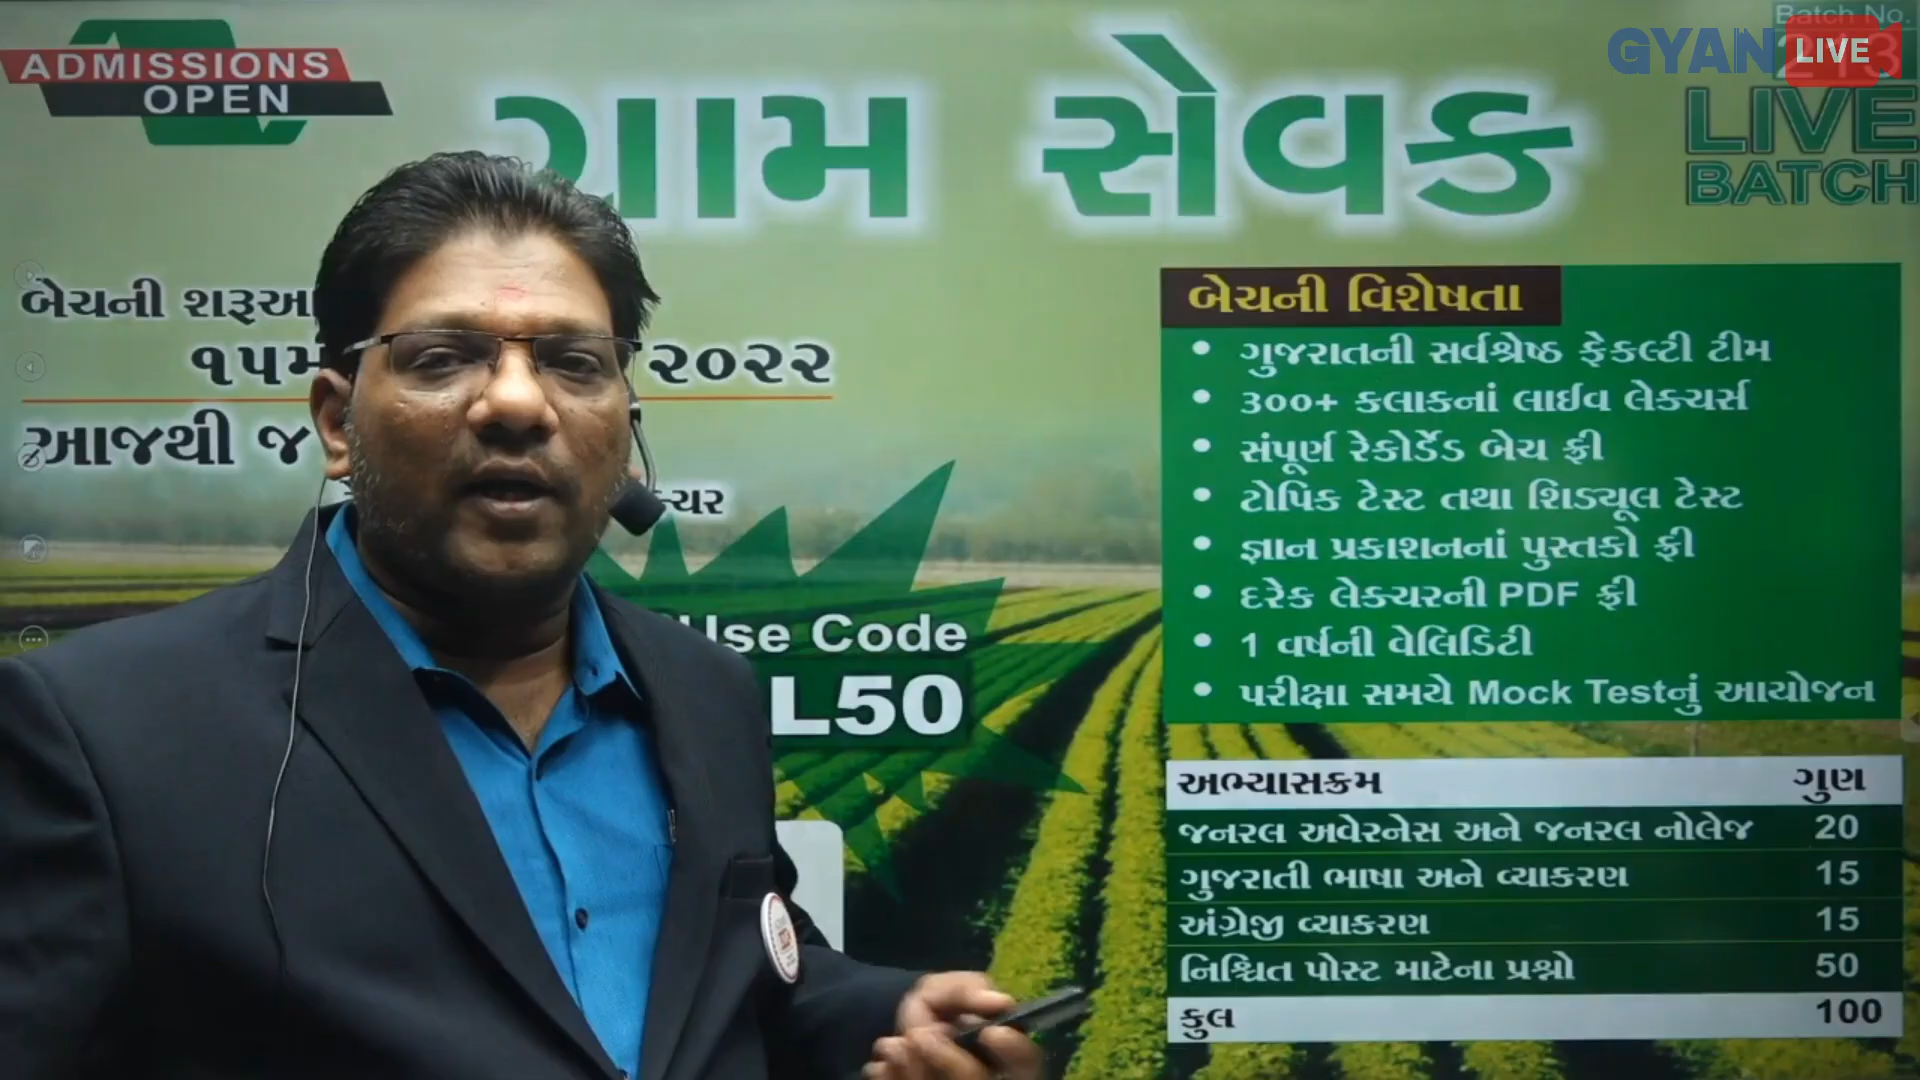 ADMISSIONS
OPEN
ગ્રામ સેવક
Batch No.
213
GYAN LIVE
LIVE
BATCH
બેચની શરૂઆ
૧૫મ
૨૦૨૨
આજથી જ
ક્ચર
Use Code
L50
બેચની વિશેષતા
• ગુજરાતની સર્વશ્રેષ્ઠ ફેકલ્ટી ટીમ
• ૩૦૦+ કલાકનાં લાઈવ લેક્ચર્સ
• સંપૂર્ણ રેકોર્ડેડ બેચ ફ્રી
• ટોપિક ટેસ્ટ તથા શિડ્યૂલ ટેસ્ટ
• જ્ઞાન પ્રકાશનનાં પુસ્તકો ફ્રી
• દરેક લેક્ચરની PDF ફ્રી
• 1 વર્ષની વેલિડિટી
• પરીક્ષા સમયે Mock Testનું આયોજન
અભ્યાસક્રમ ગુણ
જનરલ અવેરનેસ અને જનરલ નોલેજ 20
ગુજરાતી ભાષા અને વ્યાકરણ 15
અંગ્રેજી વ્યાકરણ 15
નિશ્ચિત પોસ્ટ માટેના પ્રશ્નો 50
કુલ 100